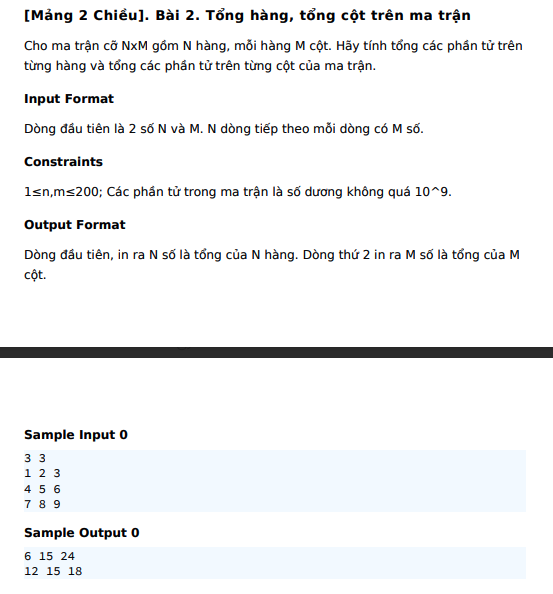 [Mảng 2 Chiều]. Bài 2. Tổng hàng, tổng cột trên ma trận
Cho ma trận cỡ NxM gồm N hàng, mỗi hàng M cột. Hãy tính tổng các phần tử trên
từng hàng và tổng các phần tử trên từng cột của ma trận.
Input Format
Dòng đầu tiên là 2 số N và M. N dòng tiếp theo mỗi dòng có M số.
Constraints
1≤n,m≤200; Các phần tử trong ma trận là số dương không quá 10^9.
Output Format
Dòng đầu tiên, in ra N số là tổng của N hàng. Dòng thứ 2 in ra M số là tổng của M
cột.
Sample Input 0
3 3
1 2 3
4 5 6
7 8 9
Sample Output 0
6 15 24
12 15 18